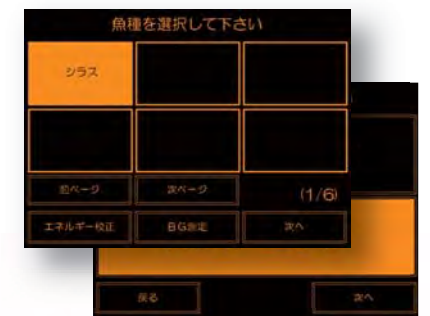 魚種を選択して下さい
シラス
前ページ
次ページ
(1/6)
エネルギー校正
BG測定
次へ
戻る
次へ